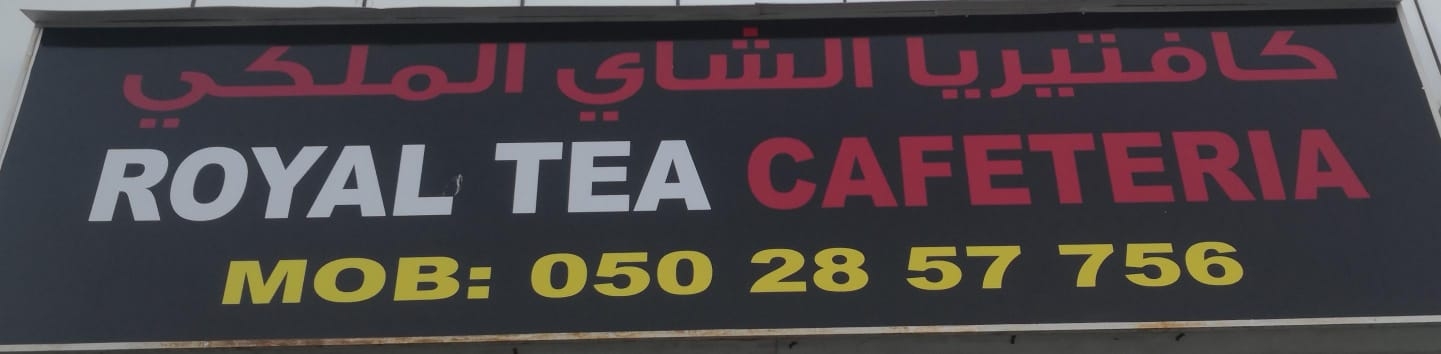 كافتيريا الشاي الملكي
ROYAL TEA CAFETERIA
MOB: 050 28 57 756